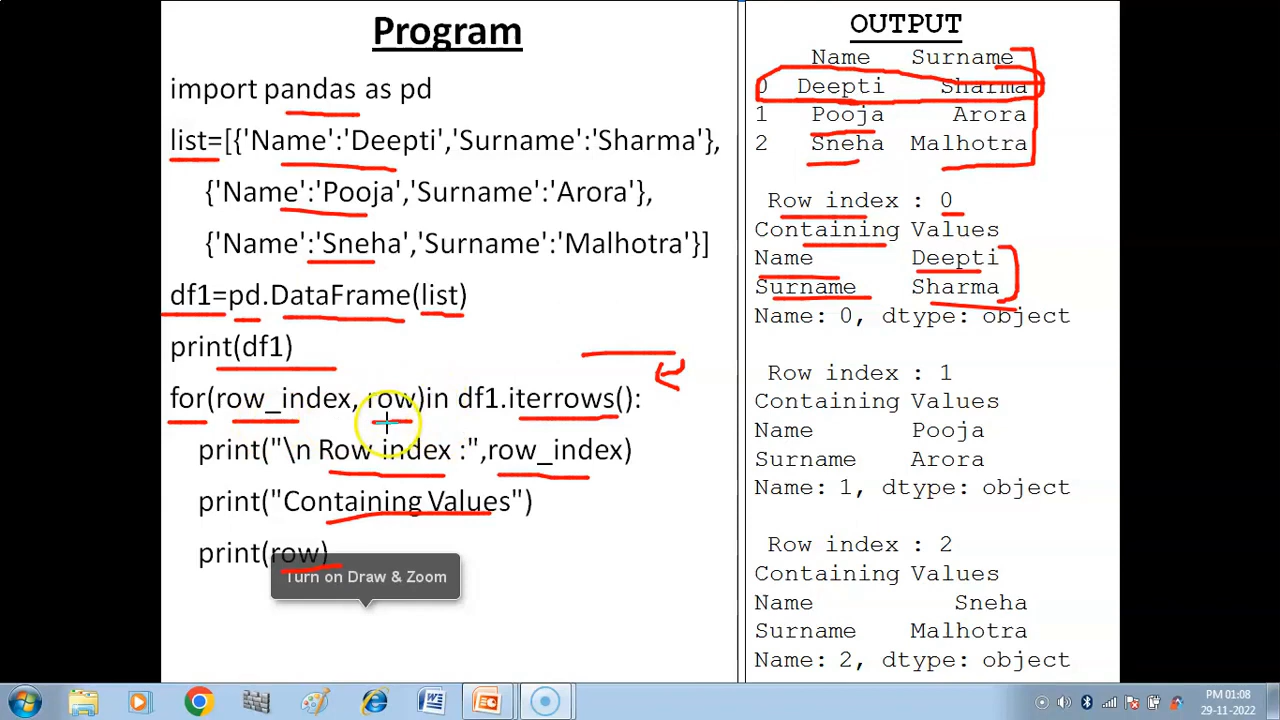 Program
import pandas as pd
list=[{'Name':'Deepti','Surname':'Sharma'},
{'Name':'Pooja','Surname':'Arora'},
{'Name':'Sneha','Surname':'Malhotra'}]
df1=pd.DataFrame(list)
print(df1)
for(row_index, row)in df1.iterrows():
print("\n Row index :",row_index)
print("Containing Values")
print(row)
Turn on Draw & Zoom
OUTPUT
Name Surname
0 Deepti Sharma
1 Pooja Arora
2 Sneha Malhotra
Row index : 0
Containing Values
Name Deepti
Surname Sharma
Name: 0, dtype: object
Row index : 1
Containing Values
Name Pooja
Surname Arora
Name: 1, dtype: object
Row index : 2
Containing Values
Name Sneha
Surname Malhotra
Name: 2, dtype: object
PM 01:08
29-11-2022